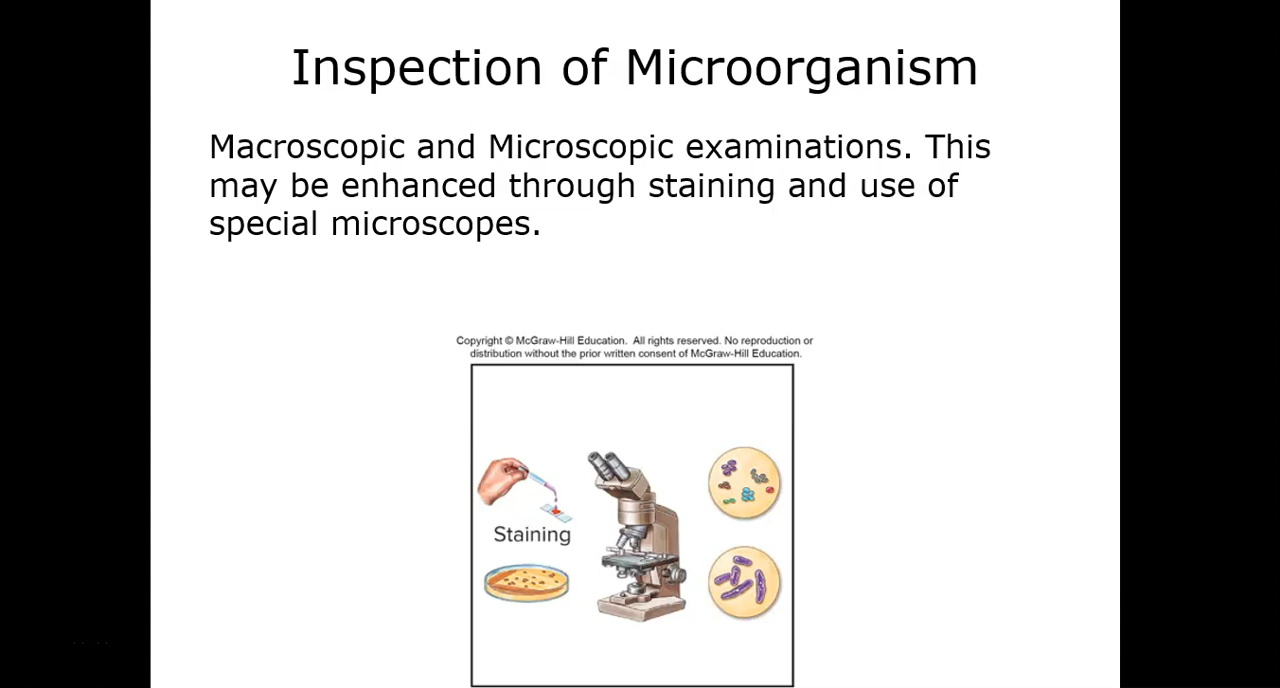 Inspection of Microorganism
Macroscopic and Microscopic examinations. This
may be enhanced through staining and use of
special microscopes.
Copyright © McGraw-Hill Education. All rights reserved. No reproduction or
distribution without the prior written consent of McGraw-Hill Education.
Staining